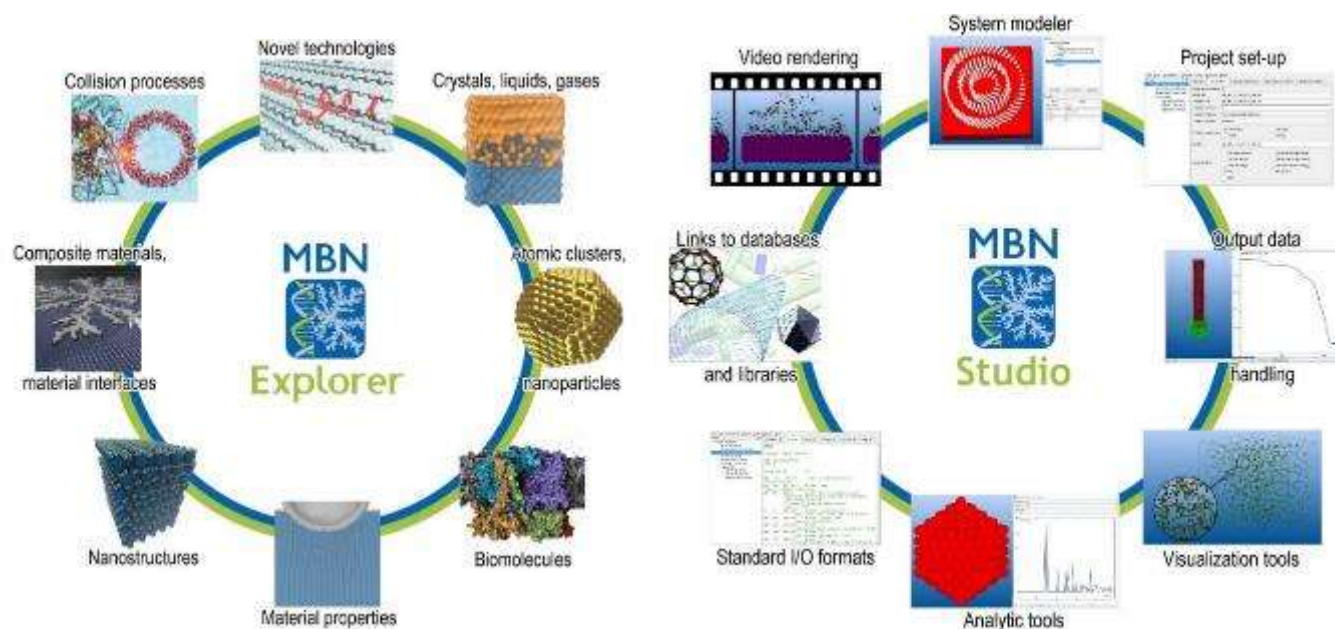 Novel technologies
Collision processes
Crystals, liquids, gases
Composite materials,
material interfaces
Atomic clusters,
nanoparticles
MBN
Explorer
Nanostructures
Biomolecules
Material properties
System modeler
Video rendering
Project set-up
Links to databases
and libraries
Output data
handling
MBN
Studio
Standard I/O formats
Visualization tools
Analytic tools